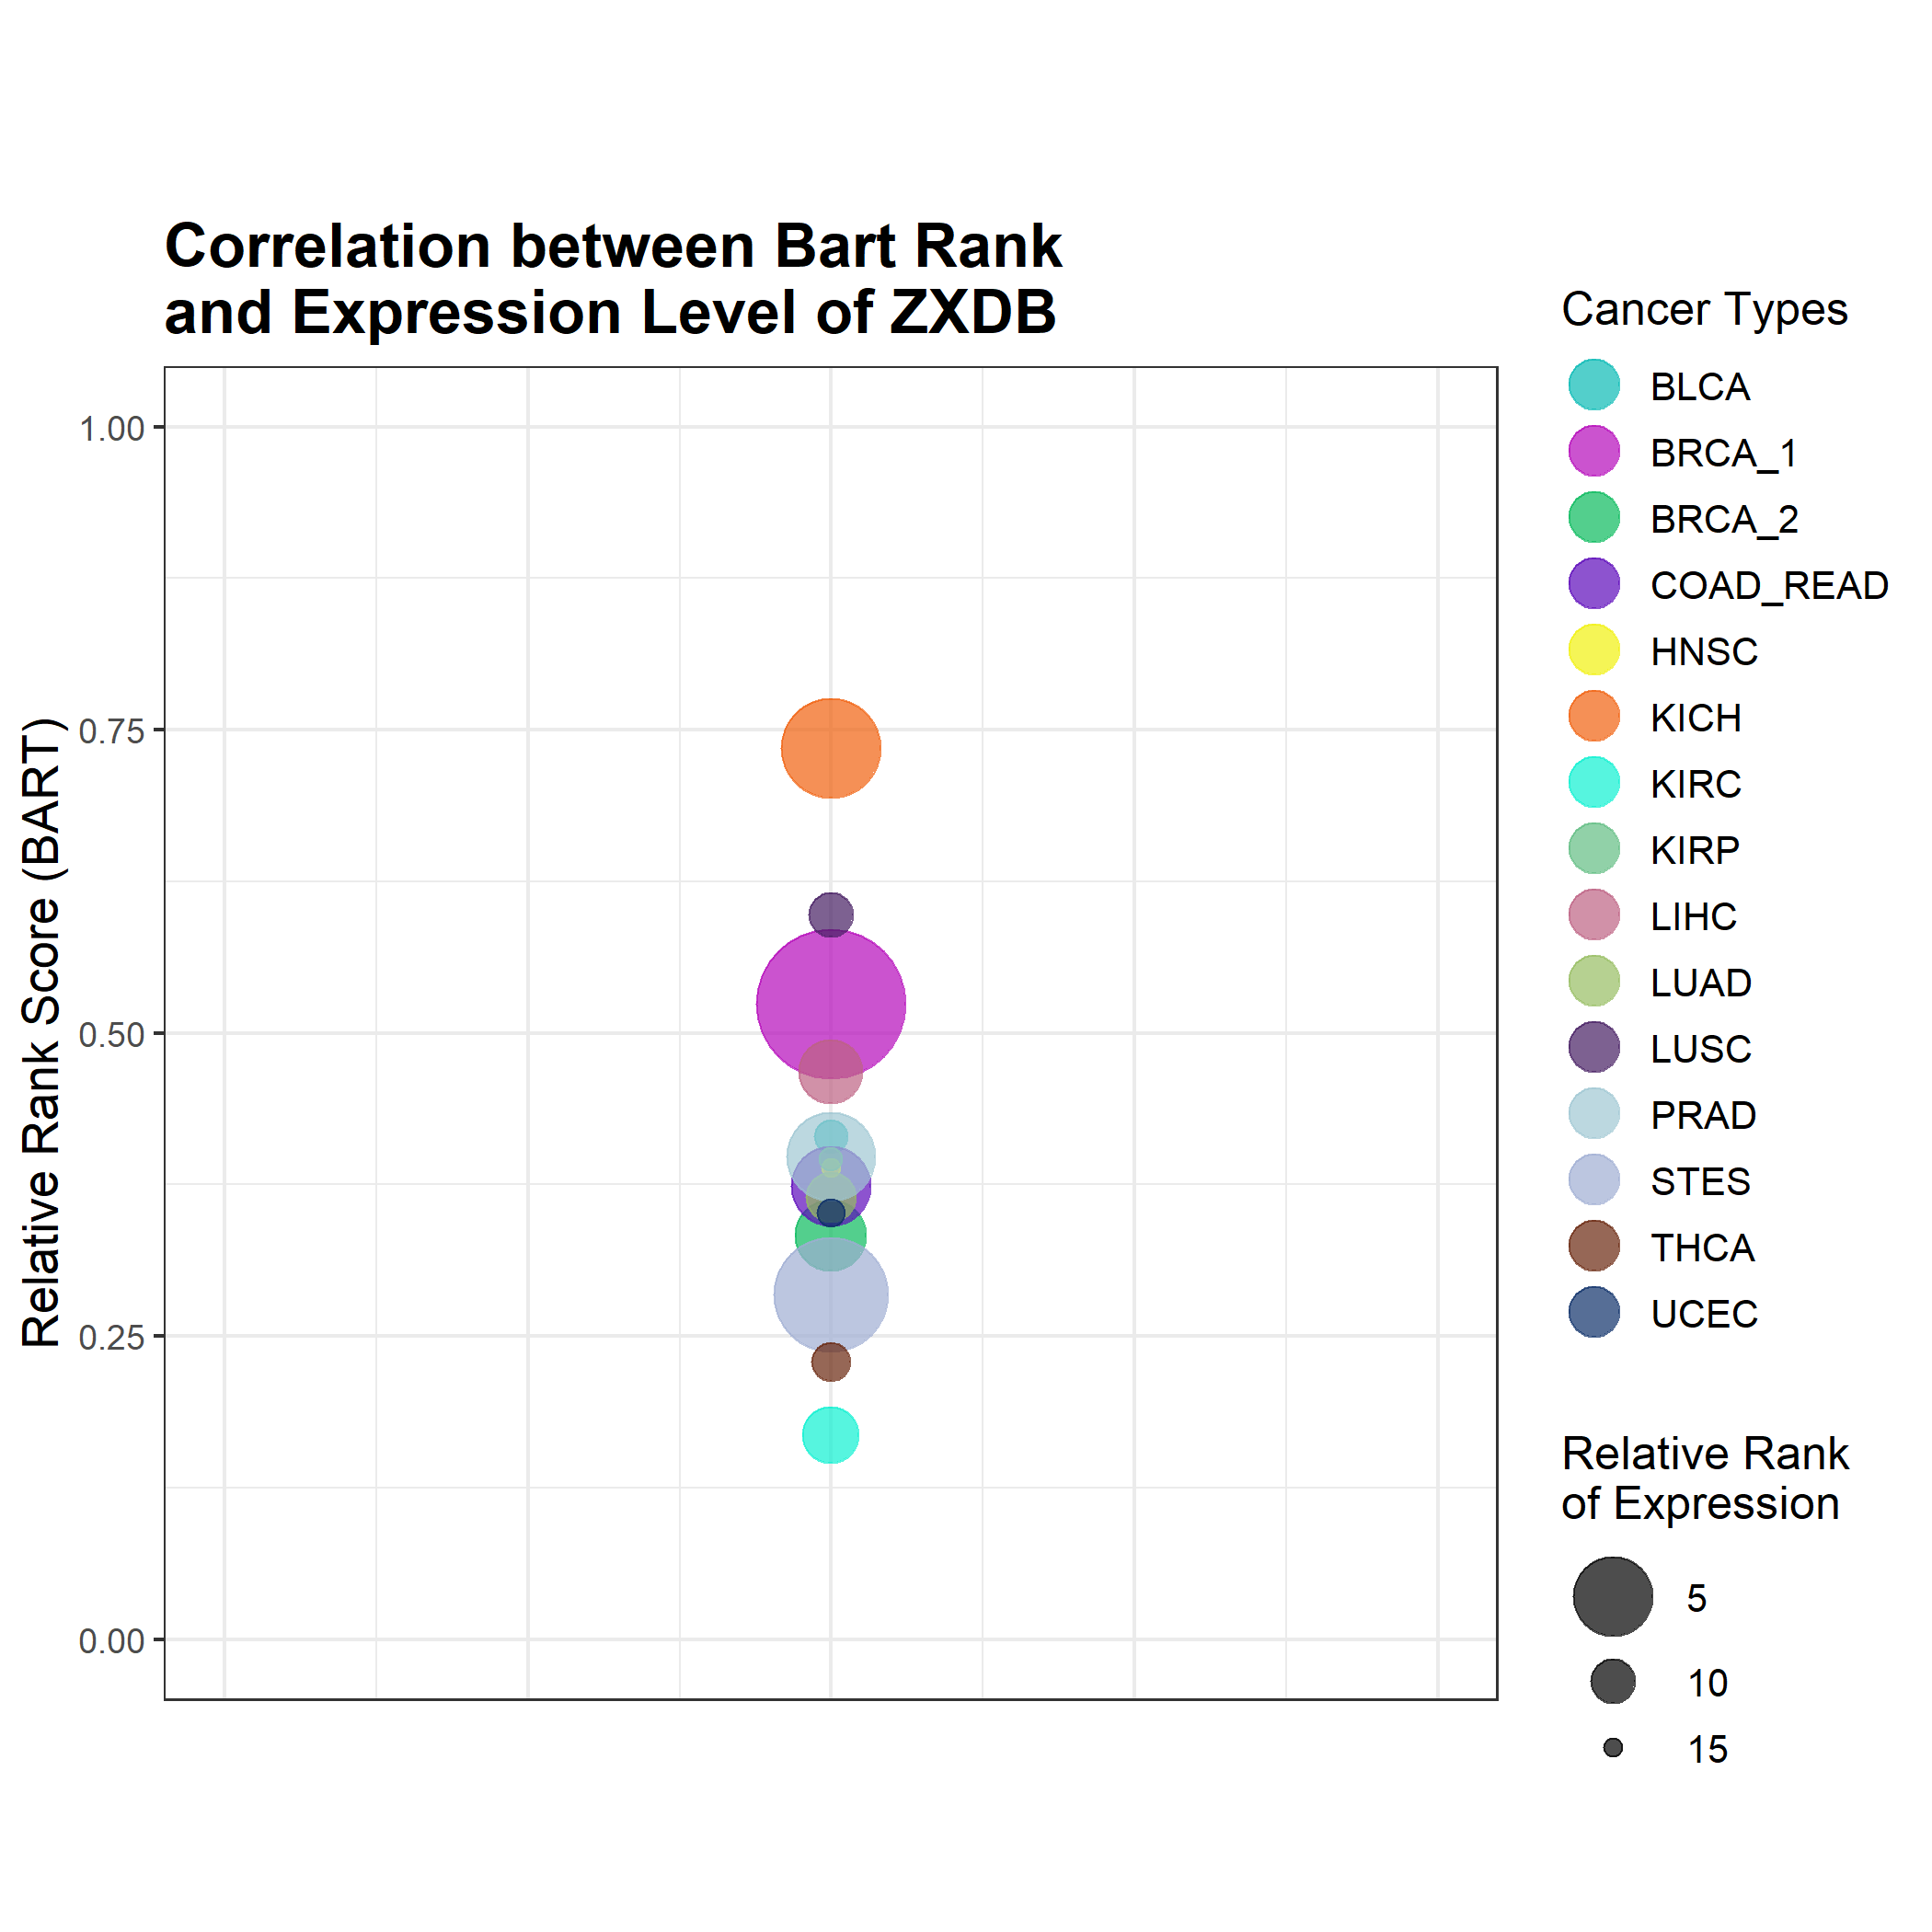 Correlation between Bart Rank
and Expression Level of ZXDB
Relative Rank Score (BART)
1.00
0.75
0.50
0.25
0.00
Cancer Types
BLCA
BRCA_1
BRCA_2
COAD_READ
HNSC
KICH
KIRC
KIRP
LIHC
LUAD
LUSC
PRAD
STES
THCA
UCEC
Relative Rank
of Expression
5
10
15